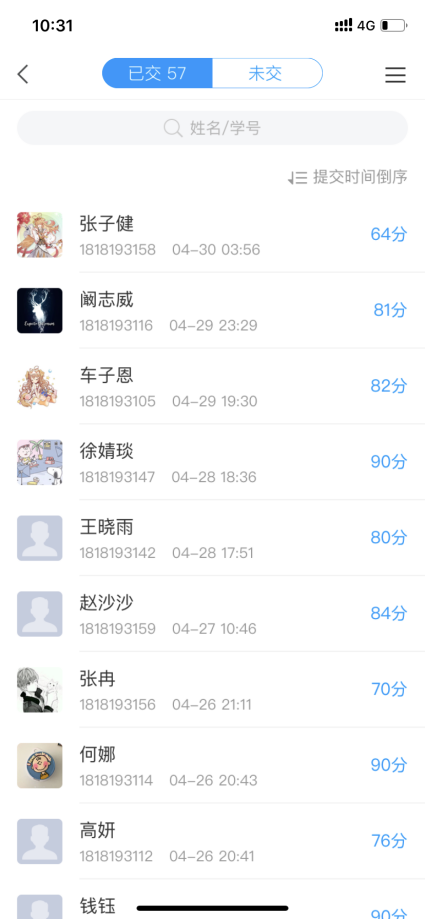 10:31 4G
已交 57 未交
姓名/学号
提交时间倒序
张子健
64分
1818193158 04-30 03:56
阚志威
81分
1818193116 04-29 23:29
车子恩
82分
1818193105 04-29 19:30
徐婧琰
90分
1818193147 04-28 18:36
王晓雨
80分
1818193142 04-28 17:51
赵沙沙
84分
1818193159 04-27 10:46
张冉
70分
1818193156 04-26 21:11
何娜
90分
1818193114 04-26 20:43
高妍
76分
1818193112 04-26 20:41
钱钰
90分